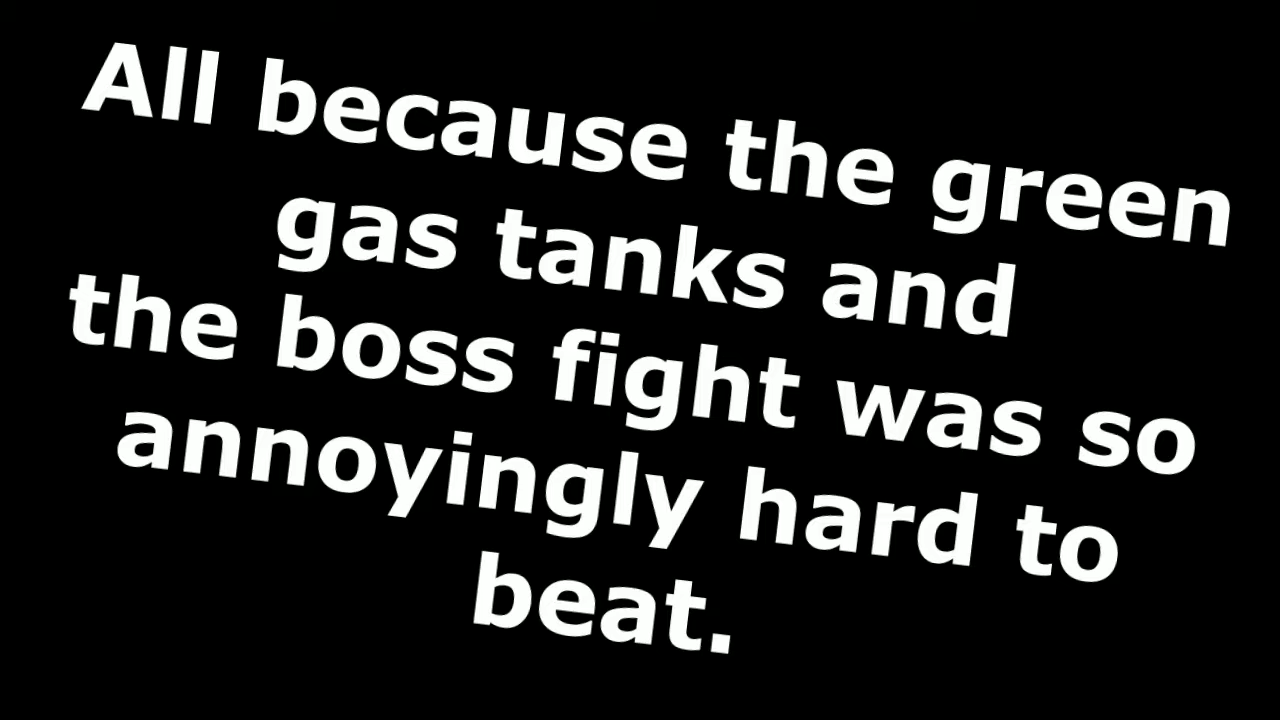 All because the green
gas tanks and
the boss fight was so
annoyingly hard to
beat.